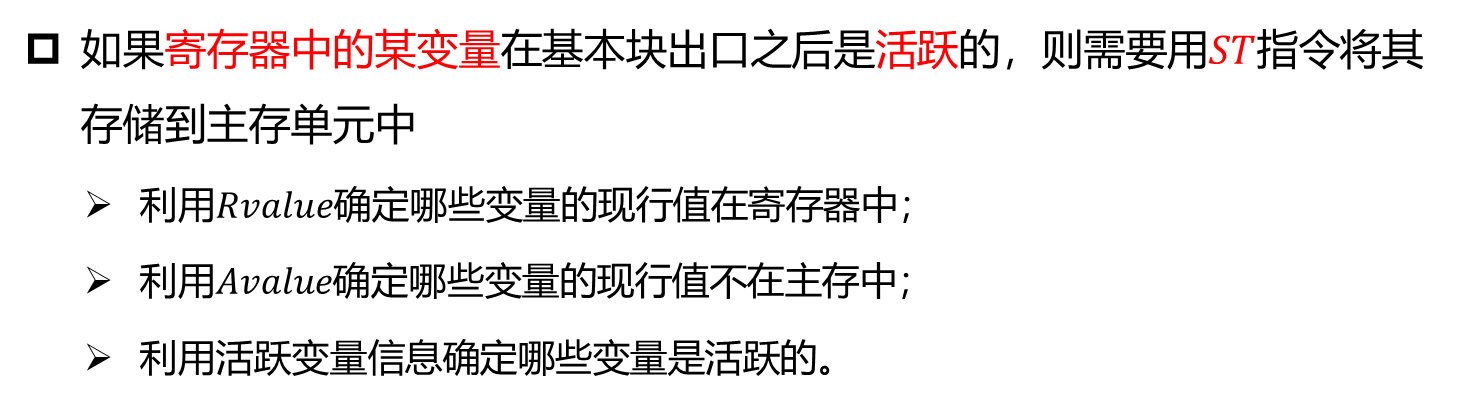 如果寄存器中的某变量在基本块出口之后是活跃的，则需要用ST指令将其
存储到主存单元中
利用Rvalue确定哪些变量的现行值在寄存器中；
利用Avalue确定哪些变量的现行值不在主存中；
利用活跃变量信息确定哪些变量是活跃的。